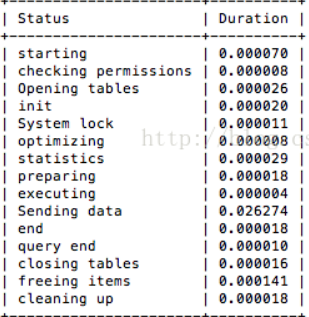 | Status | Duration |
| starting | 0.000070 |
| checking permissions | 0.000008 |
| Opening tables | 0.000026 |
| init | 0.000020 |
| System lock | 0.000011 |
| optimizing | 0.000008 |
| statistics | 0.000029 |
| preparing | 0.000018 |
| executing | 0.000004 |
| Sending data | 0.026274 |
| end | 0.000018 |
| query end | 0.000010 |
| closing tables | 0.000016 |
| freeing items | 0.000141 |
| cleaning up | 0.000018 |